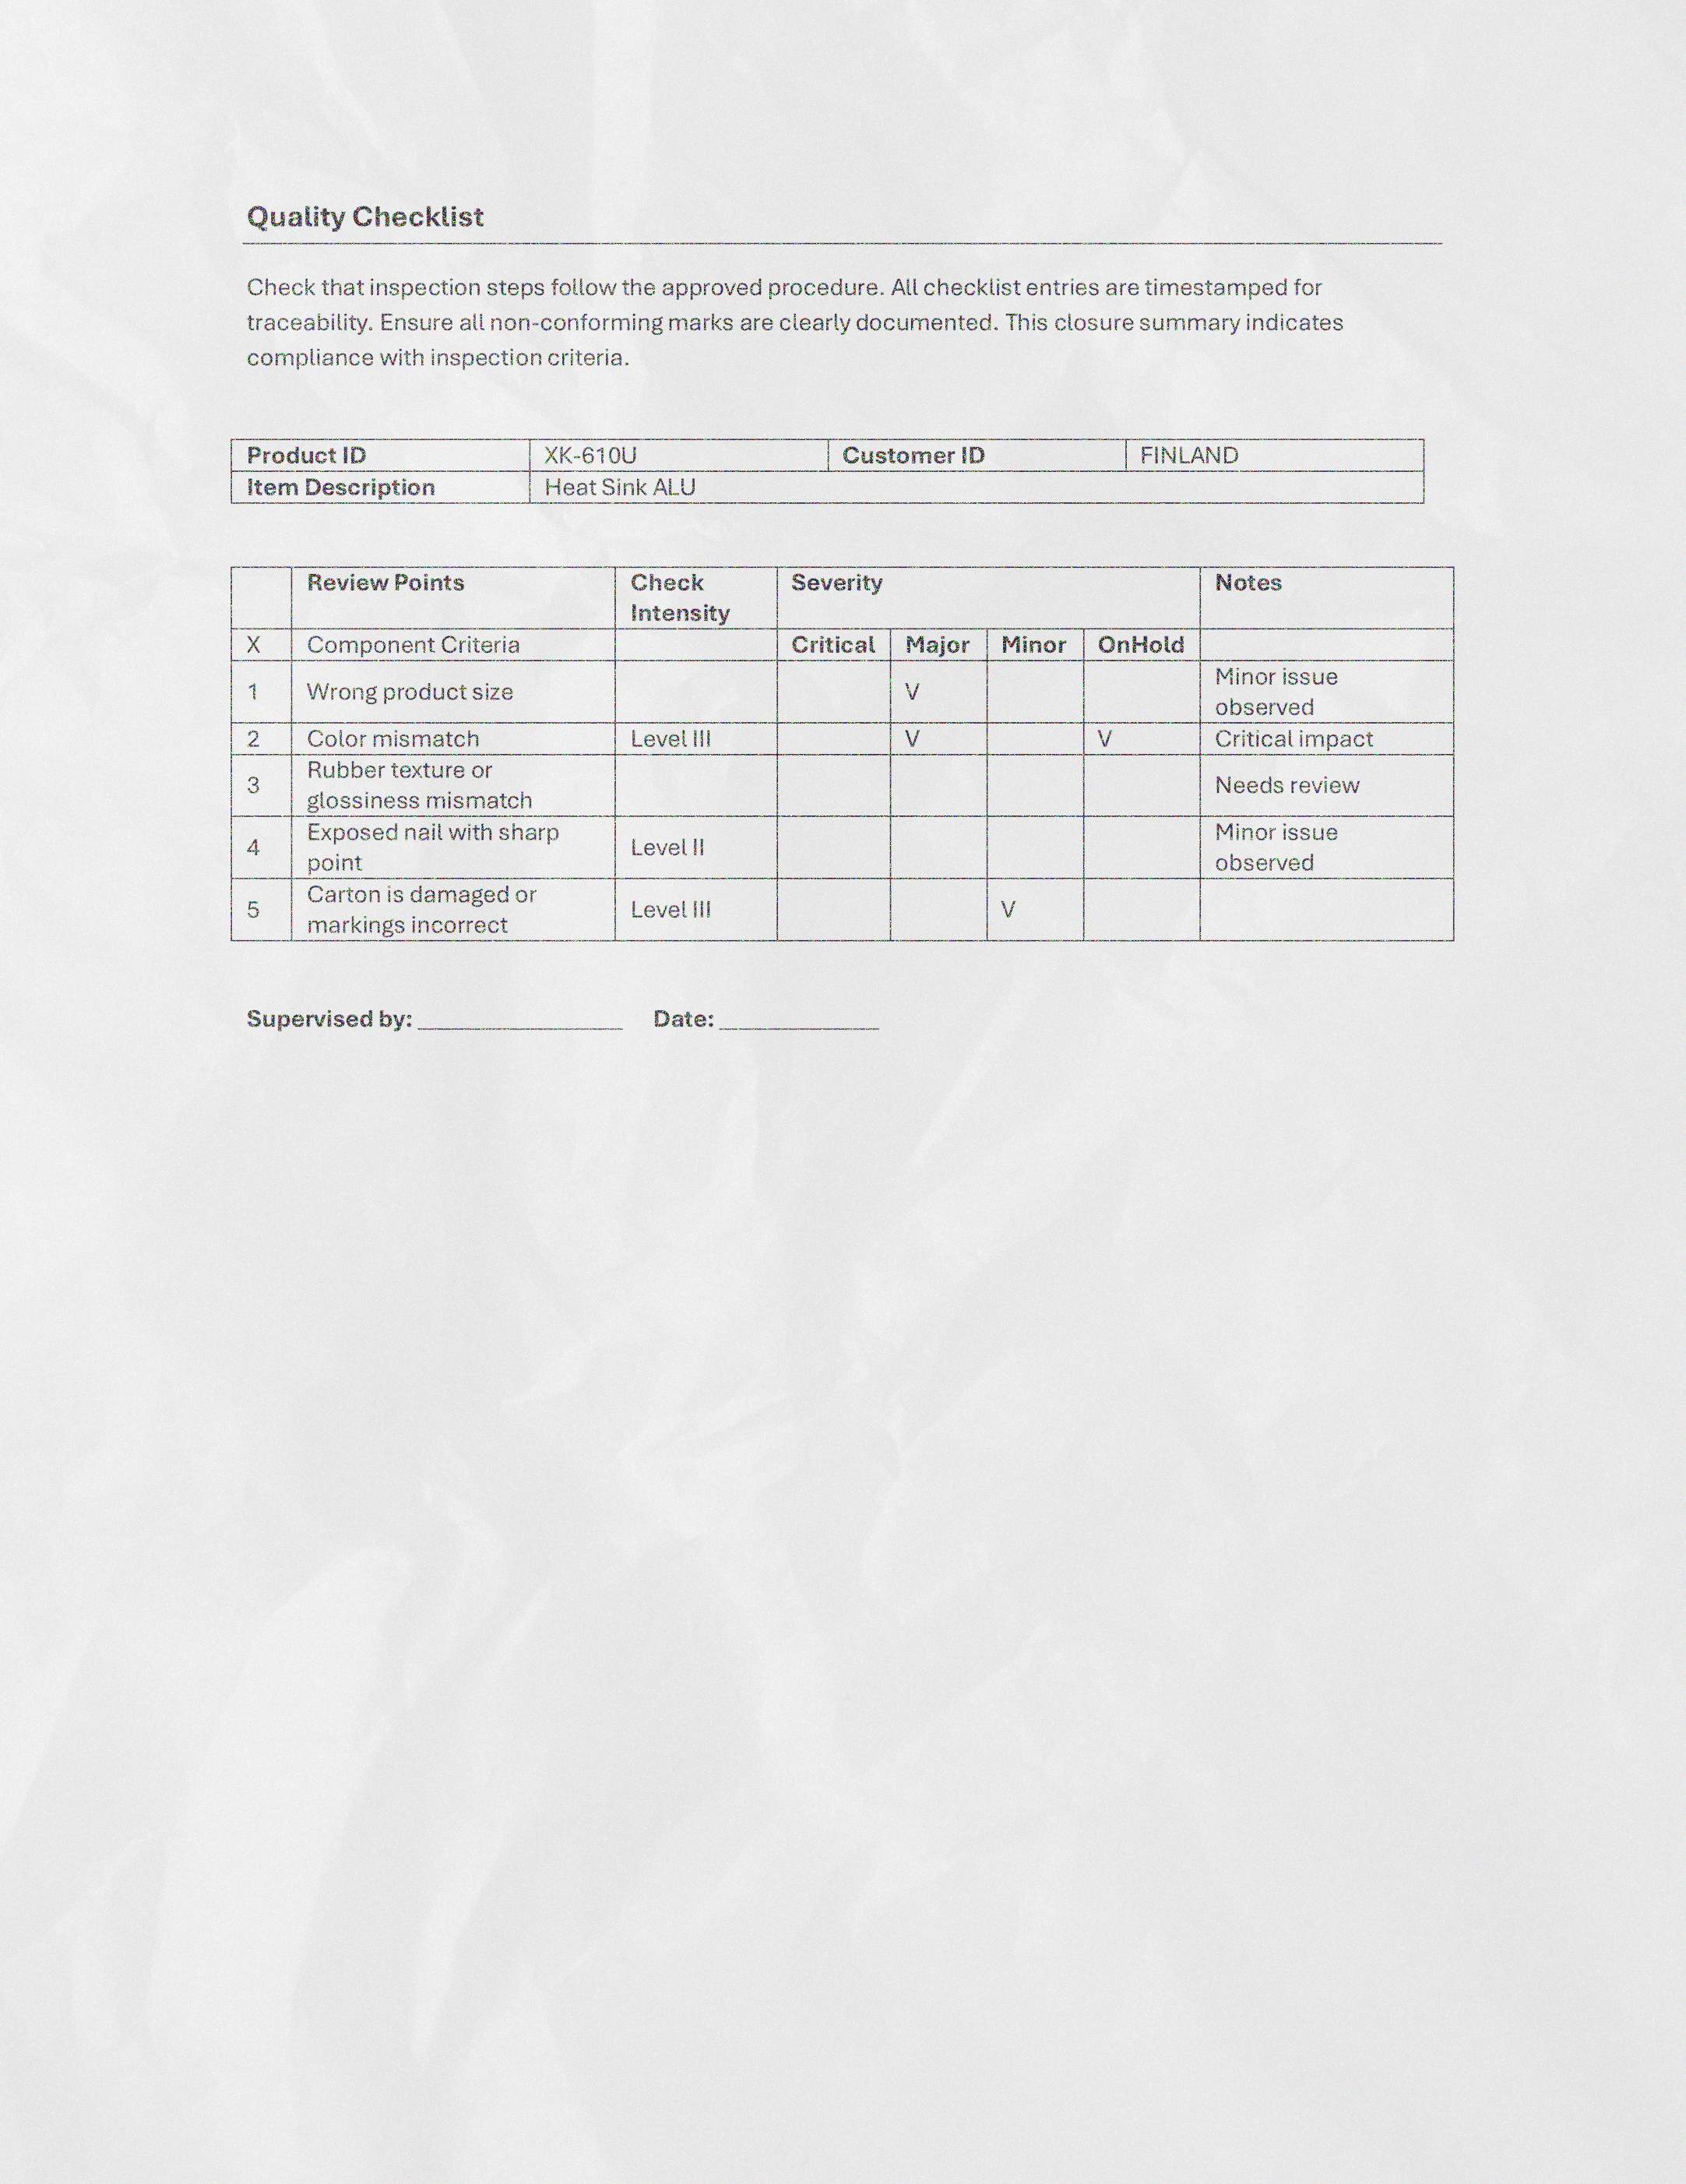 Quality Checklist
Check that inspection steps follow the approved procedure. All checklist entries are timestamped for
traceability. Ensure all non-conforming marks are clearly documented. This closure summary indicates
compliance with inspection criteria.
Product ID XK-610U Customer ID FINLAND
Item Description Heat Sink ALU
Review Points Check Intensity Severity Notes
X Component Criteria Critical Major Minor OnHold
1 Wrong product size V Minor issue observed
2 Color mismatch Level III V V Critical impact
3 Rubber texture or glossiness mismatch Needs review
4 Exposed nail with sharp point Level II Minor issue observed
5 Carton is damaged or markings incorrect Level III V
Supervised by: _________________ Date: _____________